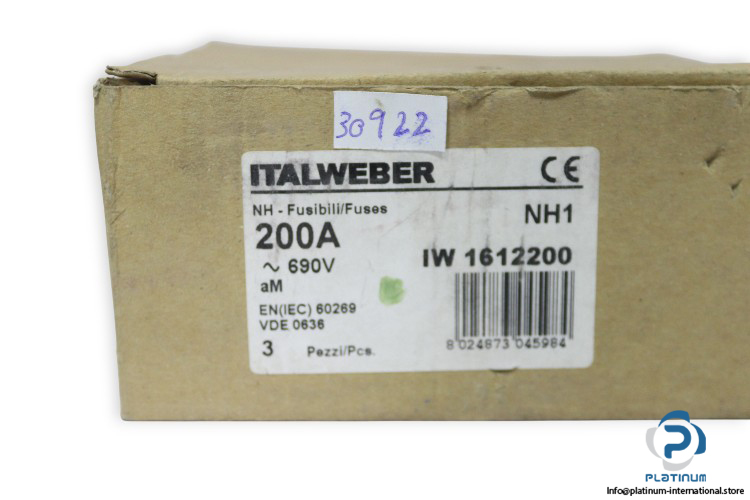 30922
ITALWEBER
CE
NH - Fusibili/Fuses
NH1
200A
~ 690V
IW 1612200
aM
EN(IEC) 60269
VDE 0636
3 Pezzi/Pcs.
8 024873 045984
PLATINUM
Info@platinum-international.store